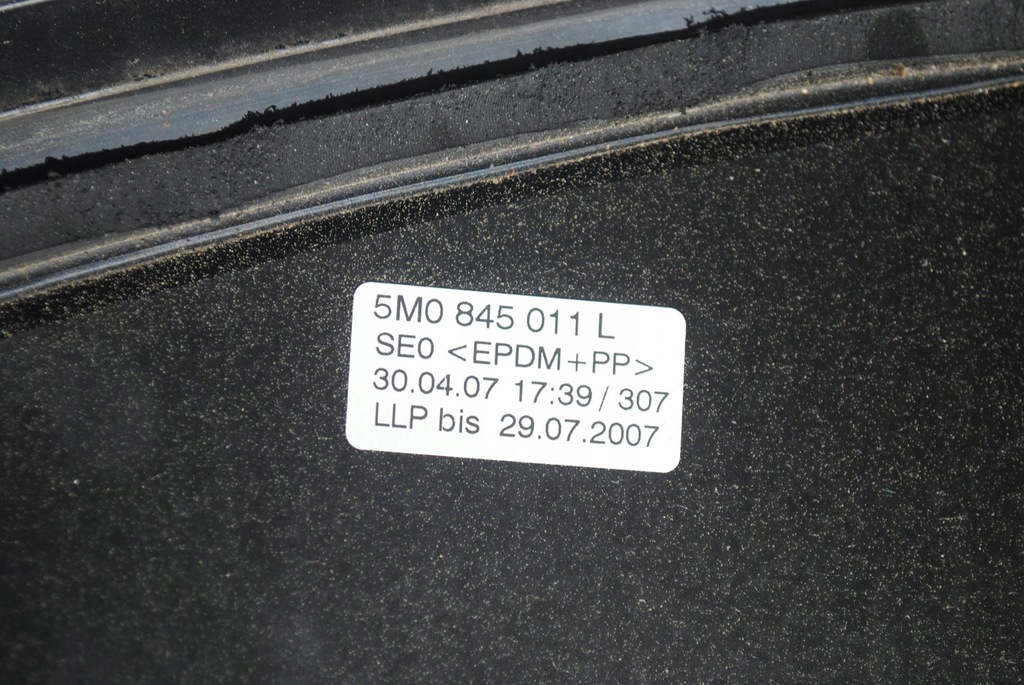 5M0 845 011 L
SE0 <EPDM+PP>
30.04.07 17:39 / 307
LLP bis 29.07.2007